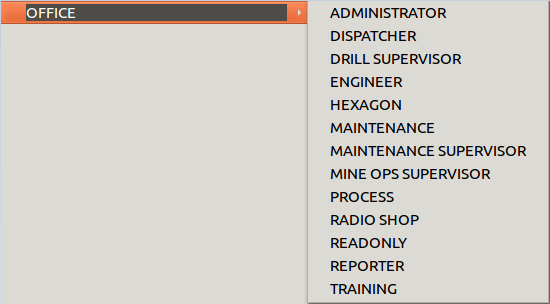 OFFICE
ADMINISTRATOR
DISPATCHER
DRILL SUPERVISOR
ENGINEER
HEXAGON
MAINTENANCE
MAINTENANCE SUPERVISOR
MINE OPS SUPERVISOR
PROCESS
RADIO SHOP
READONLY
REPORTER
TRAINING